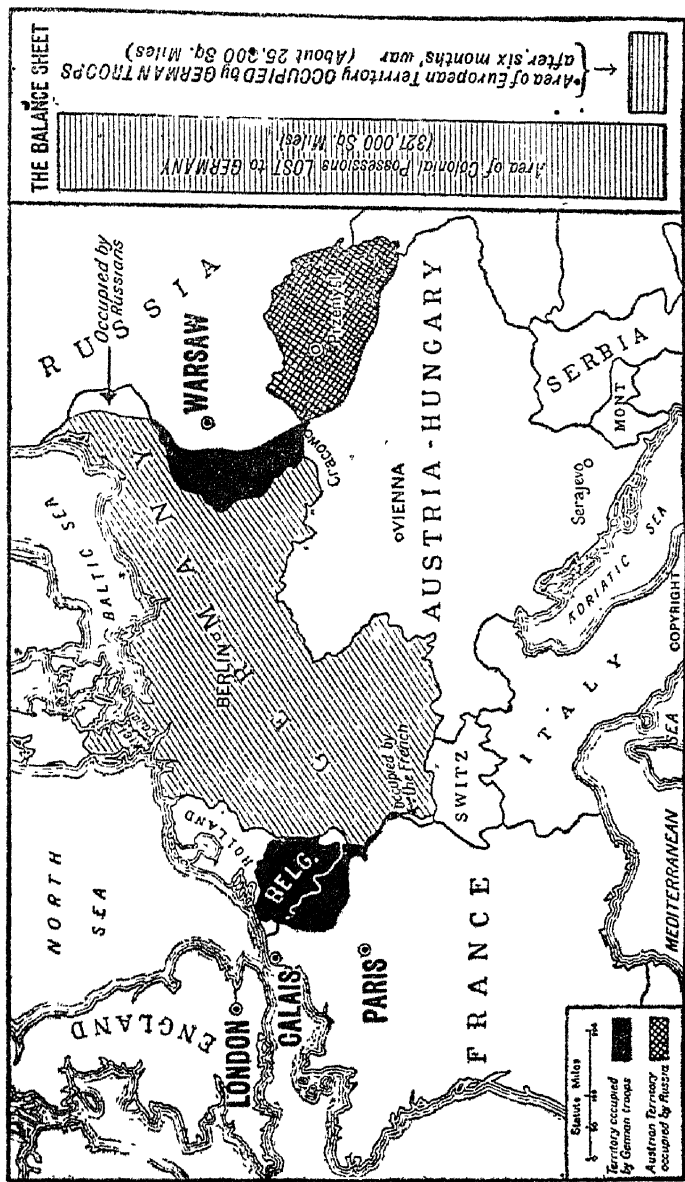 THE BALANCE SHEET
Area of Colonial Possessions LOST to GERMANY
(321,000 Sq. Miles)
Area of European Territory OCCUPIED by GERMAN TROOPS
after six months' war (About 25,200 Sq. Miles)
NORTH
SEA
ENGLAND
LONDON
CALAIS
PARIS
FRANCE
HOLLAND
BELG.
BALTIC SEA
GERMANY
BERLIN
Occupied by
the French
Occupied by
Russians
RUSSIA
WARSAW
Cracow
Przemysl
VIENNA
AUSTRIA-HUNGARY
SWITZ
ITALY
Serajevo
SERBIA
MONT
ADRIATIC SEA
MEDITERRANEAN SEA
COPYRIGHT
Statute Miles
0
Territory occupied
by German troops
Austrian Territory
occupied by Russia